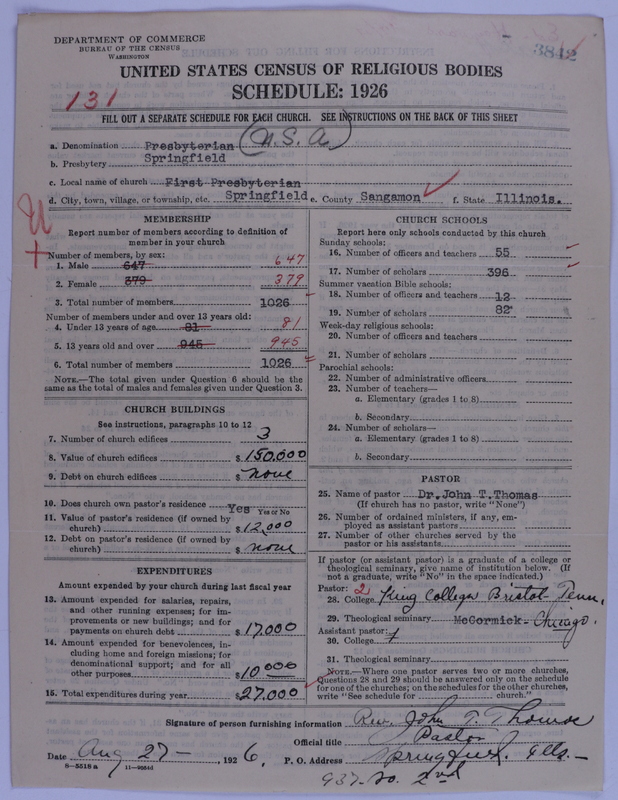 DEPARTMENT OF COMMERCE
BUREAU OF THE CENSUS
WASHINGTON
3842
UNITED STATES CENSUS OF RELIGIOUS BODIES
131
SCHEDULE: 1926
FILL OUT A SEPARATE SCHEDULE FOR EACH CHURCH. SEE INSTRUCTIONS ON THE BACK OF THIS SHEET
a. Denomination Presbyterian (U.S.A.)
b. Presbytery Springfield
c. Local name of church First Presbyterian
d. City, town, village, or township, etc. Springfield e. County Sangamon f. State Illinois.
MEMBERSHIP
Report number of members according to definition of
member in your church
Number of members, by sex:
1. Male 647 647
2. Female 379 379
3. Total number of members 1026
Number of members under and over 13 years old:
4. Under 13 years of age 81 81
5. 13 years old and over 945 945
6. Total number of members 1026
NOTE.—The total given under Question 6 should be the
same as the total of males and females given under Question 3.
CHURCH BUILDINGS
See instructions, paragraphs 10 to 12
7. Number of church edifices 3
8. Value of church edifices $150.000
9. Debt on church edifices $ none
10. Does church own pastor's residence Yes
Yes or No
11. Value of pastor's residence (if owned by
church) $12,000
12. Debt on pastor's residence (if owned by
church) $ none
EXPENDITURES
Amount expended by your church during last fiscal year
13. Amount expended for salaries, repairs,
and other running expenses; for im-
provements or new buildings; and for
payments on church debt $17,000
14. Amount expended for benevolences, in-
cluding home and foreign missions; for
denominational support; and for all
other purposes $10000
15. Total expenditures during year $27.000
CHURCH SCHOOLS
Report here only schools conducted by this church
Sunday schools:
16. Number of officers and teachers 55
17. Number of scholars 396
Summer vacation Bible schools:
18. Number of officers and teachers 12
19. Number of scholars 82
Week-day religious schools:
20. Number of officers and teachers
21. Number of scholars
Parochial schools:
22. Number of administrative officers
23. Number of teachers—
a. Elementary (grades 1 to 8)
b. Secondary
24. Number of scholars—
a. Elementary (grades 1 to 8)
b. Secondary
PASTOR
25. Name of pastor Dr. John T. Thomas
(If church has no pastor, write "None")
26. Number of ordained ministers, if any, em-
ployed as assistant pastors
27. Number of other churches served by the
pastor or his assistants
If pastor (or assistant pastor) is a graduate of a college or
theological seminary, give name of institution below. (If
not a graduate, write "No" in the space indicated.)
Pastor: 2
28. College King College Bristol Tenn.
29. Theological seminary McCormick-Chicago.
Assistant pastor:
30. College
31. Theological seminary
NOTE.—Where one pastor serves two or more churches,
Questions 28 and 29 should be answered only on the schedule
for one of the churches; on the schedules for the other churches,
write "See schedule for church."
Signature of person furnishing information Rev. John T. Thomas
Official title Pastor
Date Aug 27 — , 1926, P. O. Address Springfield. Ills.—
8-5518 a
937. So. 2nd